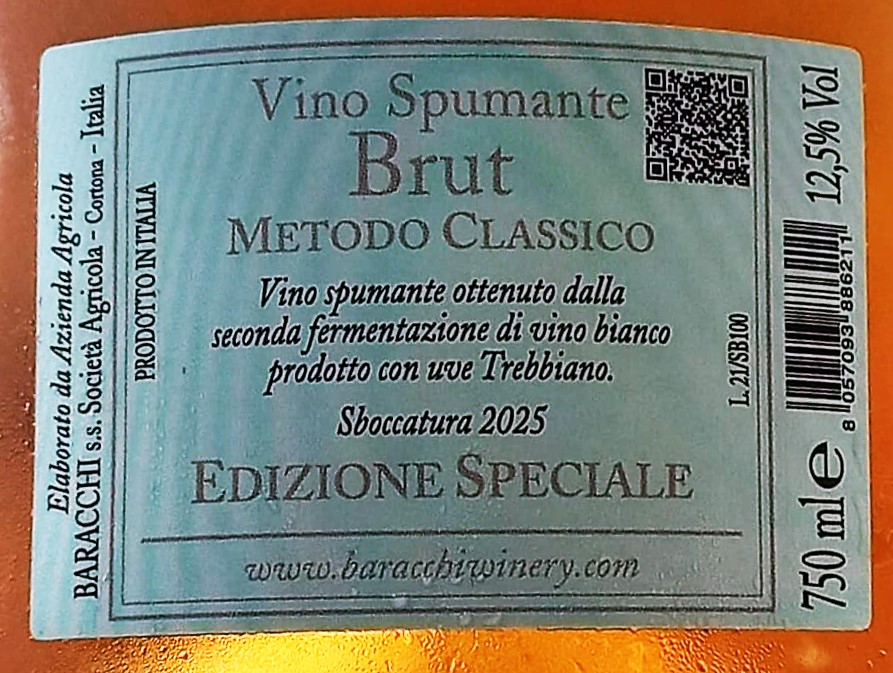 Elaborato da Azienda Agricola
BARACCHI s.s. Società Agricola - Cortona - Italia
PRODOTTO IN ITALIA
Vino Spumante
Brut
METODO CLASSICO
Vino spumante ottenuto dalla
seconda fermentazione di vino bianco
prodotto con uve Trebbiano.
Sboccatura 2025
EDIZIONE SPECIALE
www.baracchiwinery.com
L. 21/SB100
750 ml e
8 057093 886211
12,5% Vol